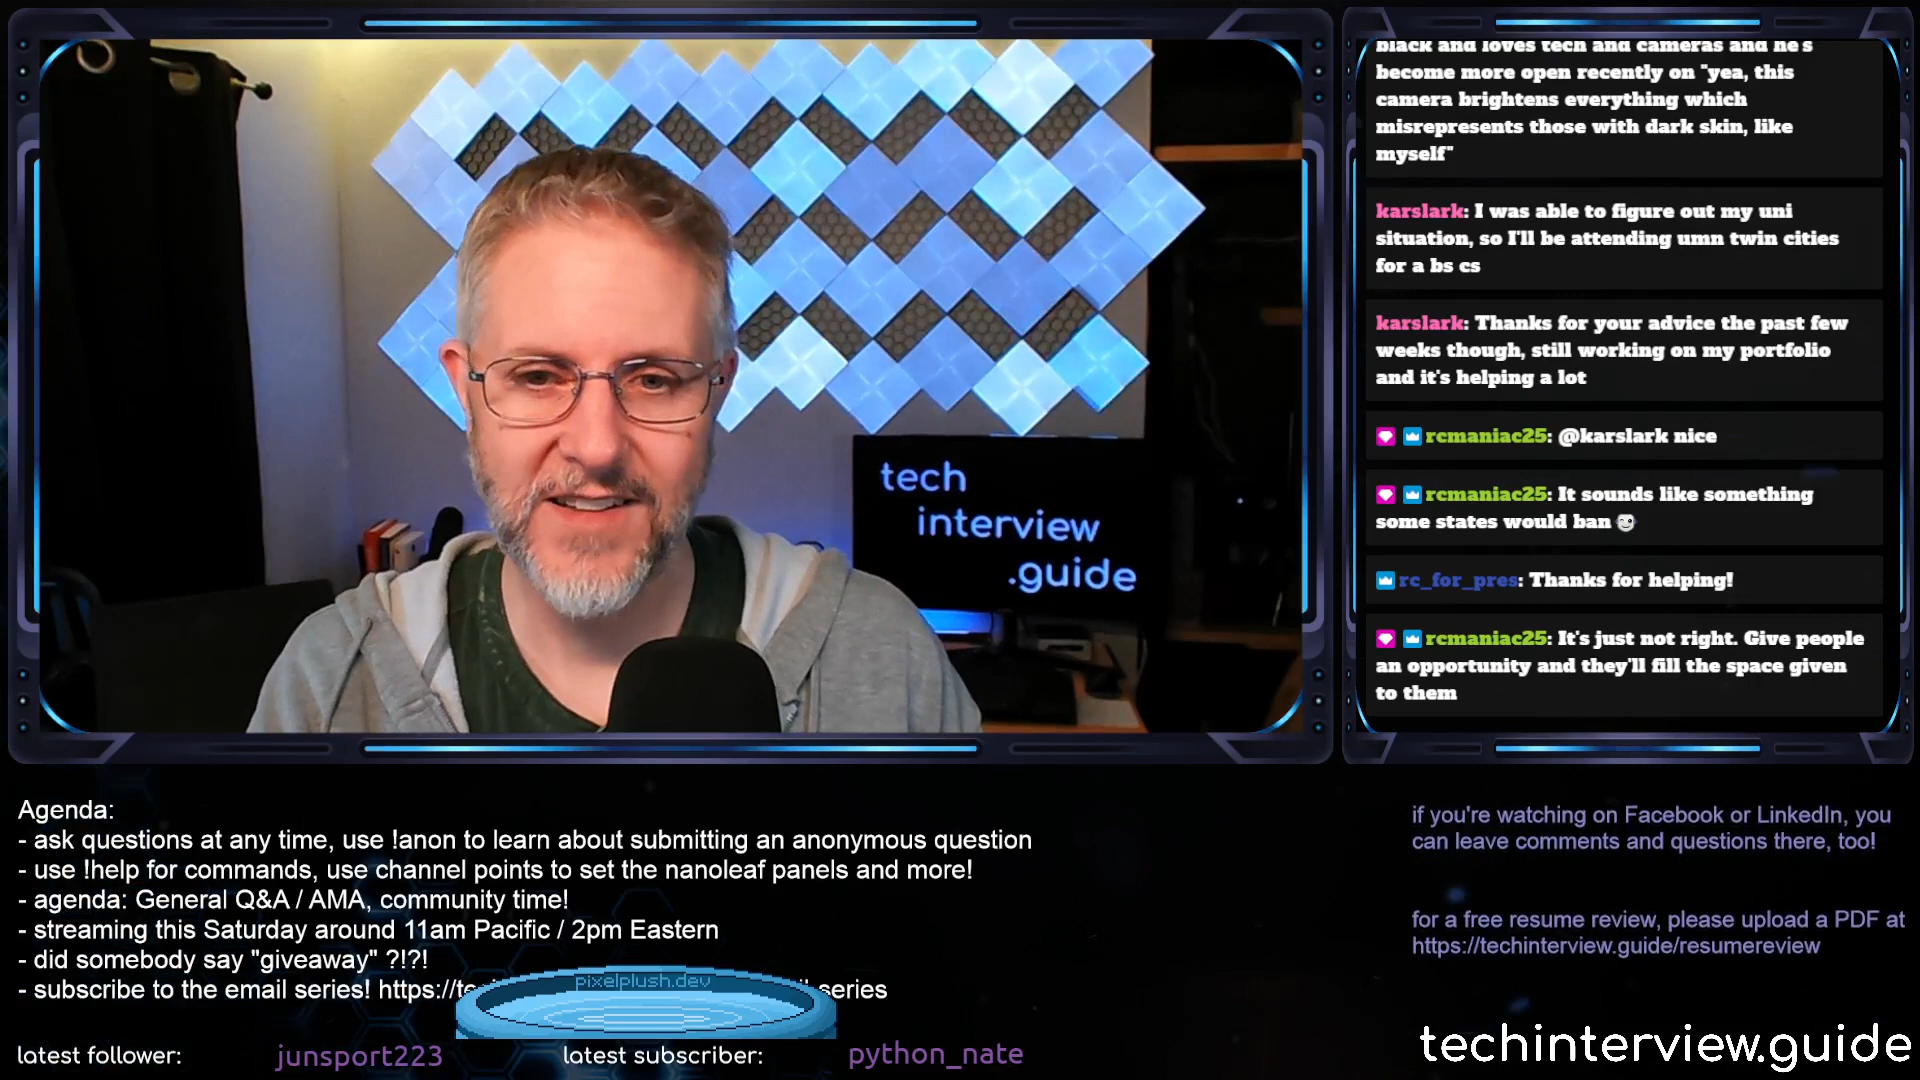 tech
interview
.guide
black and loves tech and cameras and he's
become more open recently on "yea, this
camera brightens everything which
misrepresents those with dark skin, like
myself"
karslark: I was able to figure out my uni
situation, so I'll be attending umn twin cities
for a bs cs
karslark: Thanks for your advice the past few
weeks though, still working on my portfolio
and it's helping a lot
rcmaniac25: @karslark nice
rcmaniac25: It sounds like something
some states would ban
rc_for_pres: Thanks for helping!
rcmaniac25: It's just not right. Give people
an opportunity and they'll fill the space given
to them
Agenda:
- ask questions at any time, use !anon to learn about submitting an anonymous question
- use !help for commands, use channel points to set the nanoleaf panels and more!
- agenda: General Q&A / AMA, community time!
- streaming this Saturday around 11am Pacific / 2pm Eastern
- did somebody say "giveaway" ?!?!
- subscribe to the email series! https://te series
pixelplush.dev
latest follower: junsport223 latest subscriber: python_nate
if you're watching on Facebook or LinkedIn, you
can leave comments and questions there, too!
for a free resume review, please upload a PDF at
https://techinterview.guide/resumereview
techinterview.guide